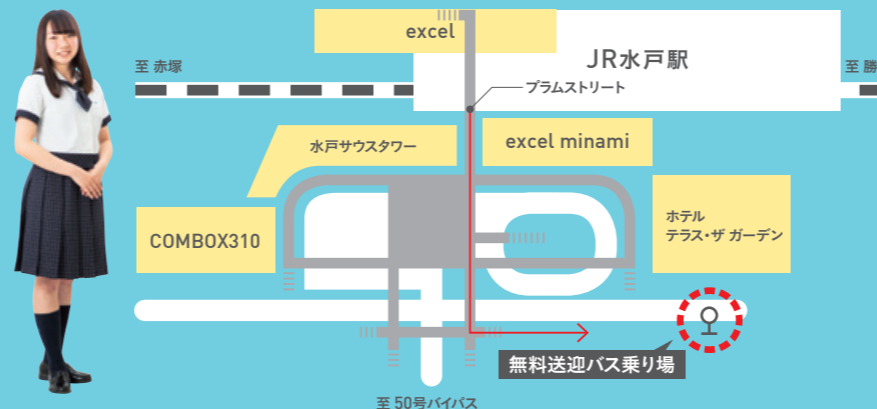 excel
JR水戸駅
至 赤塚
至 勝
プラムストリート
水戸サウスタワー
excel minami
COMBOX310
ホテル
テラス・ザ ガーデン
無料送迎バス乗り場
至 50号バイパス